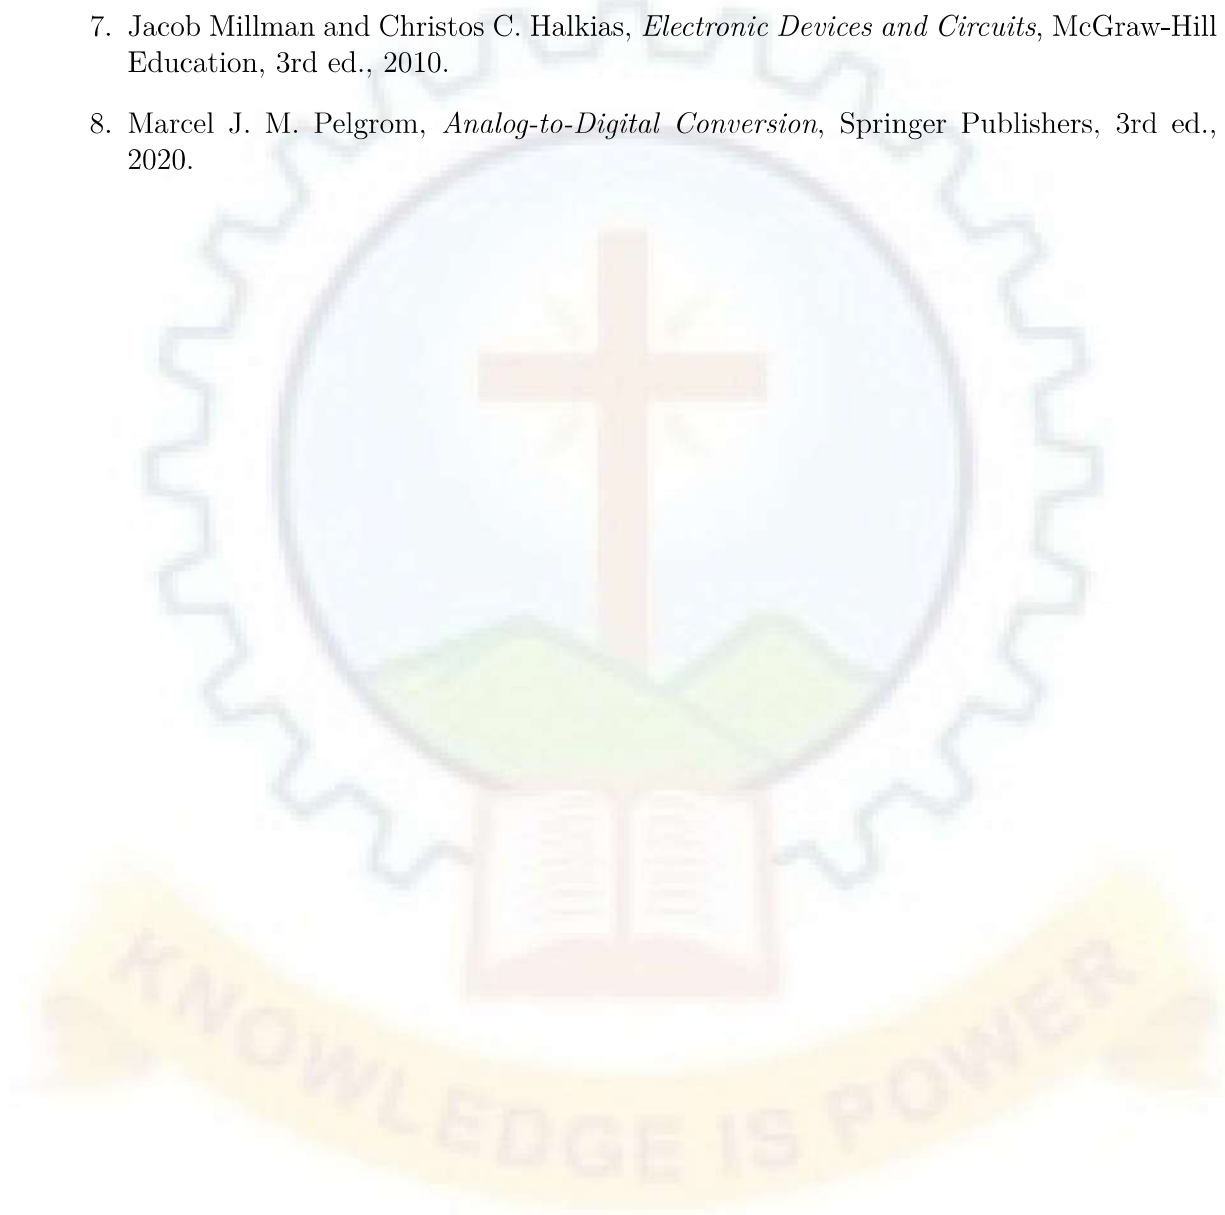 7. Jacob Millman and Christos C. Halkias, Electronic Devices and Circuits, McGraw-Hill
Education, 3rd ed., 2010.
8. Marcel J. M. Pelgrom, Analog-to-Digital Conversion, Springer Publishers, 3rd ed.,
2020.
KNOWLEDGE IS POWER